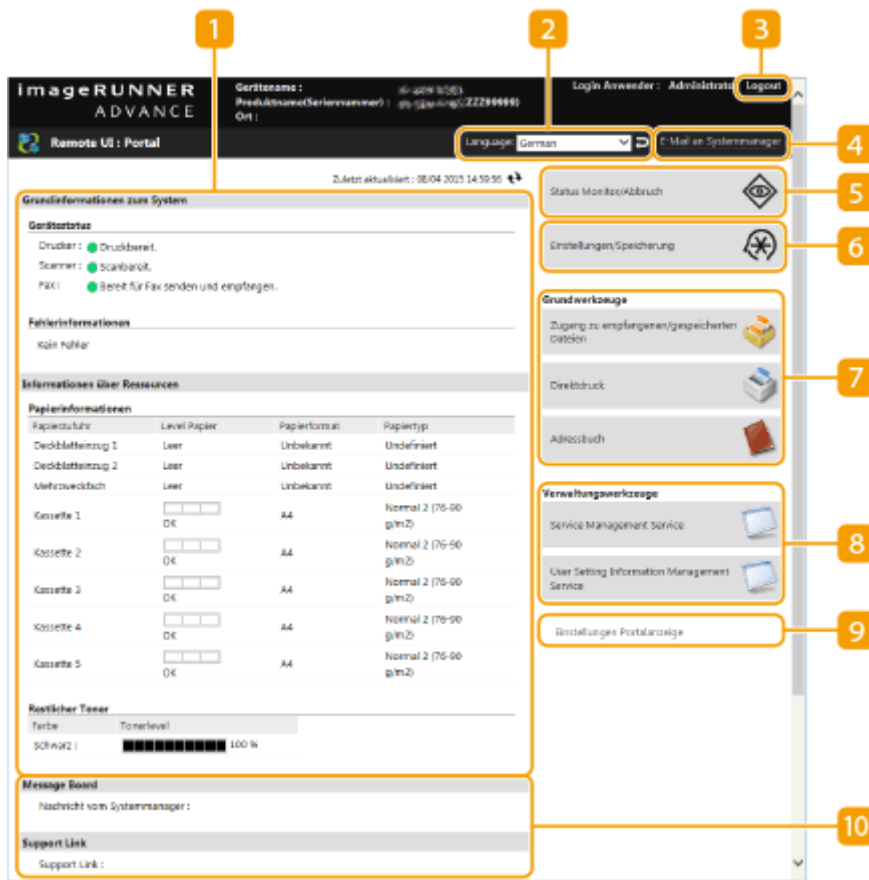 1
2
3
imageRUNNER
ADVANCE
Gerätename :
Produktname(Seriennummer) :
Ort :
Login Anwender : Administrato Logout
Remote UI : Portal
Language: German
E-Mail an Systemmanager
4
Zuletzt aktualisiert : 08/04 2015 14:59:56
Grundinformationen zum System
Gerätestatus
Drucker : Druckbereit.
Scanner : Scanbereit.
Fax : Bereit für Fax senden und empfangen.
Fehlerinformationen
Kein Fehler
Informationen über Ressourcen
Papierinformationen
Papierzufuhr Level Papier Papierformat Papiertyp
Deckblatteinzug 1 Leer Unbekannt Undefiniert
Deckblatteinzug 2 Leer Unbekannt Undefiniert
Mehrzweckfach Leer Unbekannt Undefiniert
Kassette 1 OK A4 Normal 2 (76-90 g/m2)
Kassette 2 OK A4 Normal 2 (76-90 g/m2)
Kassette 3 OK A4 Normal 2 (76-90 g/m2)
Kassette 4 OK A4 Normal 2 (76-90 g/m2)
Kassette 5 OK A4 Normal 2 (76-90 g/m2)
Restlicher Toner
Farbe Tonerlevel
Schwarz : 100 %
Message Board
Nachricht vom Systemmanager :
Support Link
Support Link :
Status Monitor/Abbruch
5
Einstellungen/Speicherung
6
Grundwerkzeuge
Zugang zu empfangenen/gespeicherten
Dateien
Direktdruck
7
Adressbuch
Verwaltungswerkzeuge
Service Management Service
8
User Setting Information Management
Service
Einstellungen Portalanzeige
9
10